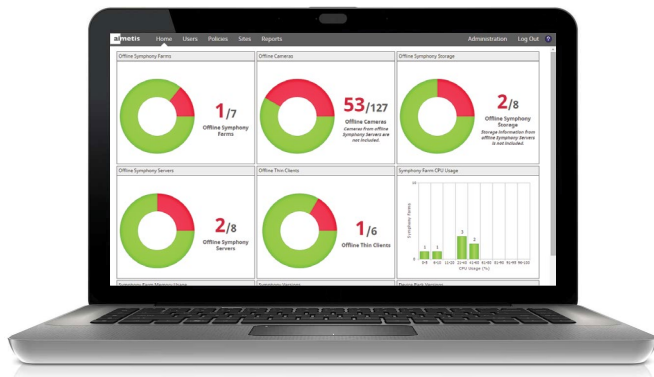 aimetis Home Users Policies Sites Reports Administration Log Out ?
Offline Symphony Farms
1/7
Offline Symphony
Farms
Offline Cameras
53/127
Offline Cameras
Cameras from offline
Symphony Servers are
not included.
Offline Symphony Storage
2/8
Offline Symphony
Storage
Storage information from
offline Symphony Servers
is not included.
Offline Symphony Servers
2/8
Offline Symphony
Servers
Offline Thin Clients
1/6
Offline Thin Clients
Symphony Farm CPU Usage
Symphony Farms
10
0
CPU Usage (%)